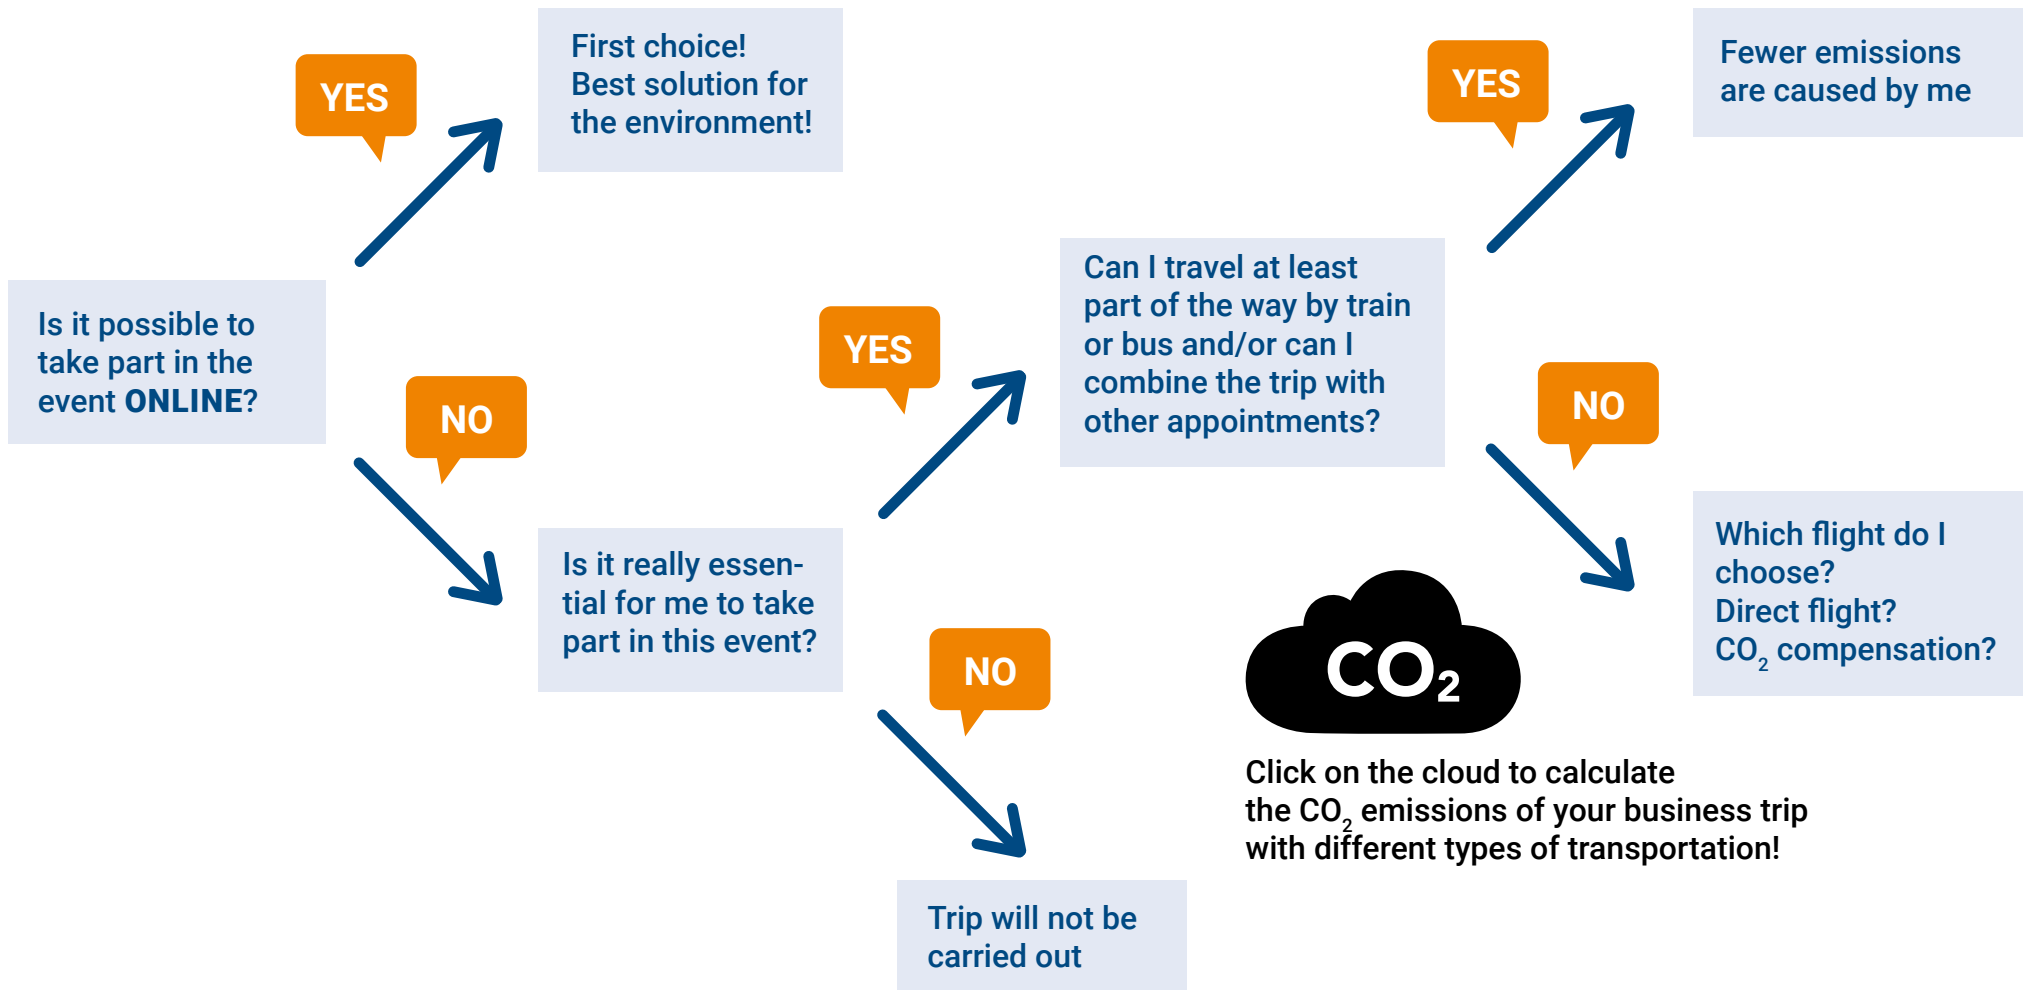 Is it possible to
take part in the
event ONLINE?
YES
First choice!
Best solution for
the environment!
NO
Is it really essen-
tial for me to take
part in this event?
YES
Can I travel at least
part of the way by train
or bus and/or can I
combine the trip with
other appointments?
NO
Trip will not be
carried out
YES
Fewer emissions
are caused by me
NO
Which flight do I
choose?
Direct flight?
CO₂ compensation?
CO₂
Click on the cloud to calculate
the CO₂ emissions of your business trip
with different types of transportation!